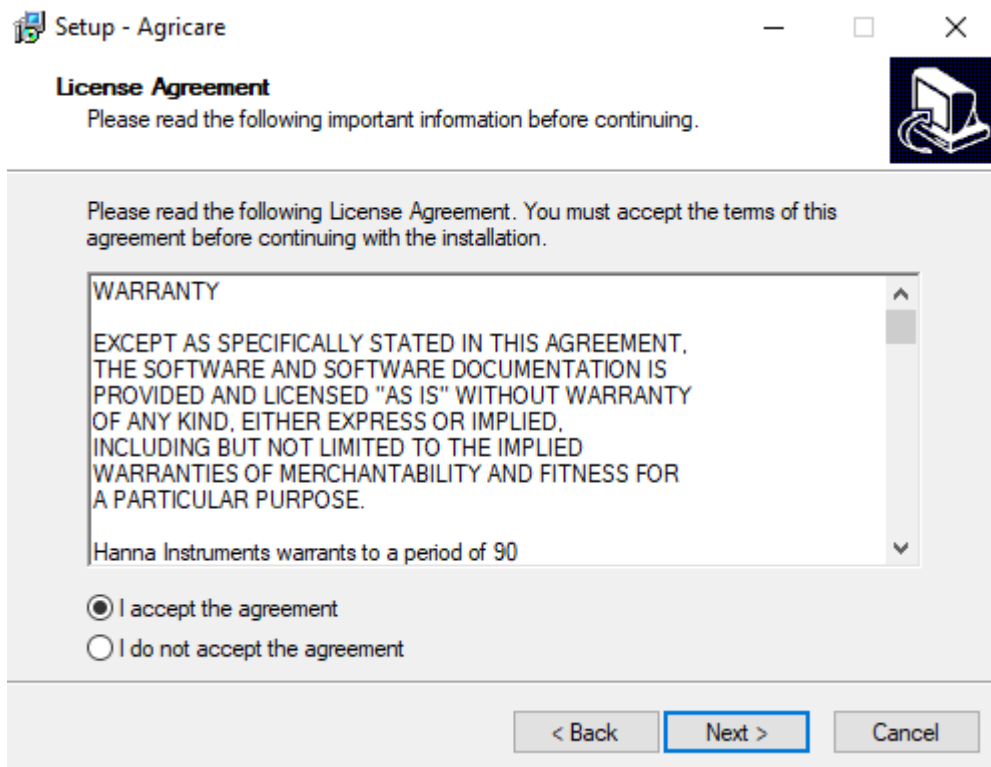 Setup - Agricare
License Agreement
Please read the following important information before continuing.
Please read the following License Agreement. You must accept the terms of this
agreement before continuing with the installation.
WARRANTY
EXCEPT AS SPECIFICALLY STATED IN THIS AGREEMENT,
THE SOFTWARE AND SOFTWARE DOCUMENTATION IS
PROVIDED AND LICENSED "AS IS" WITHOUT WARRANTY
OF ANY KIND, EITHER EXPRESS OR IMPLIED,
INCLUDING BUT NOT LIMITED TO THE IMPLIED
WARRANTIES OF MERCHANTABILITY AND FITNESS FOR
A PARTICULAR PURPOSE.
Hanna Instruments warrants to a period of 90
I accept the agreement
I do not accept the agreement
< Back Next > Cancel